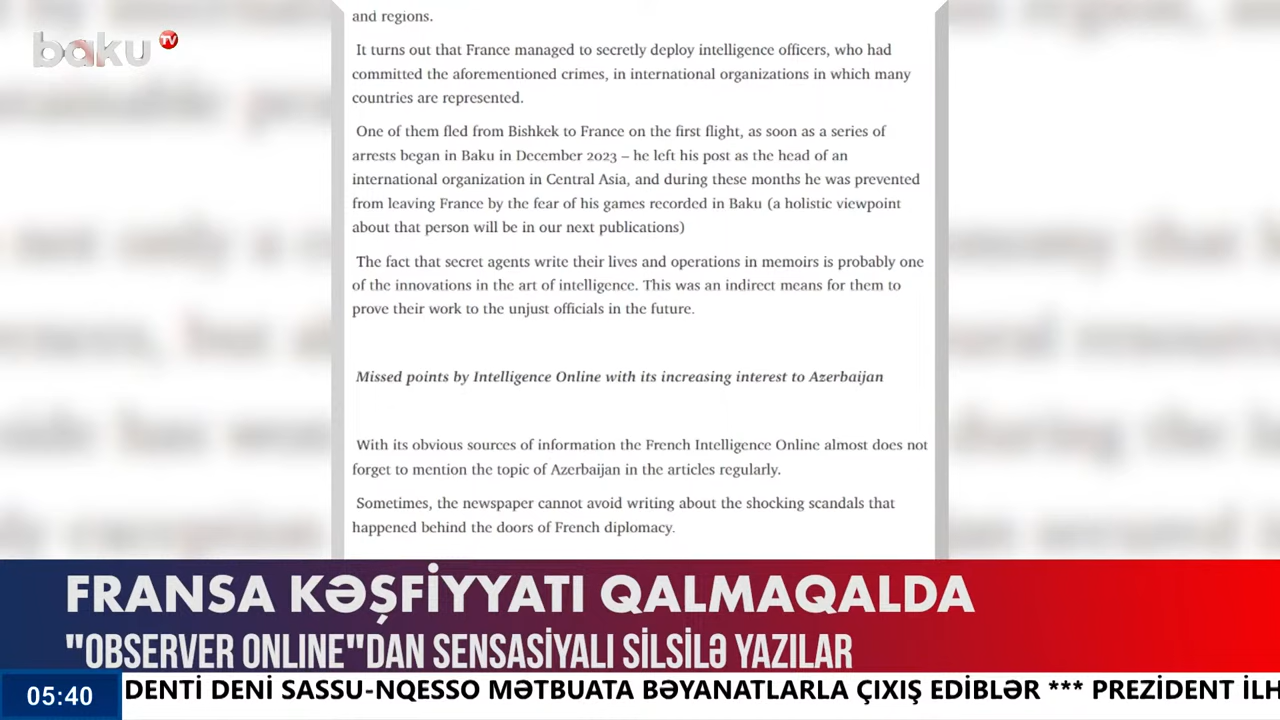 baku TV
and regions.
It turns out that France managed to secretly deploy intelligence officers, who had
committed the aforementioned crimes, in international organizations in which many
countries are represented.
One of them fled from Bishkek to France on the first flight, as soon as a series of
arrests began in Baku in December 2023 – he left his post as the head of an
international organization in Central Asia, and during these months he was prevented
from leaving France by the fear of his games recorded in Baku (a holistic viewpoint
about that person will be in our next publications)
The fact that secret agents write their lives and operations in memoirs is probably one
of the innovations in the art of intelligence. This was an indirect means for them to
prove their work to the unjust officials in the future.
Missed points by Intelligence Online with its increasing interest to Azerbaijan
With its obvious sources of information the French Intelligence Online almost does not
forget to mention the topic of Azerbaijan in the articles regularly.
Sometimes, the newspaper cannot avoid writing about the shocking scandals that
happened behind the doors of French diplomacy.
FRANSA KƏŞFİYYATI QALMAQALDA
"OBSERVER ONLINE"DAN SENSASİYALI SİLSİLƏ YAZILAR
05:40 DENTİ DENİ SASSU-NQESSO MƏTBUATA BƏYANATLARLA ÇIXIŞ EDİBLƏR *** PREZİDENT İLH